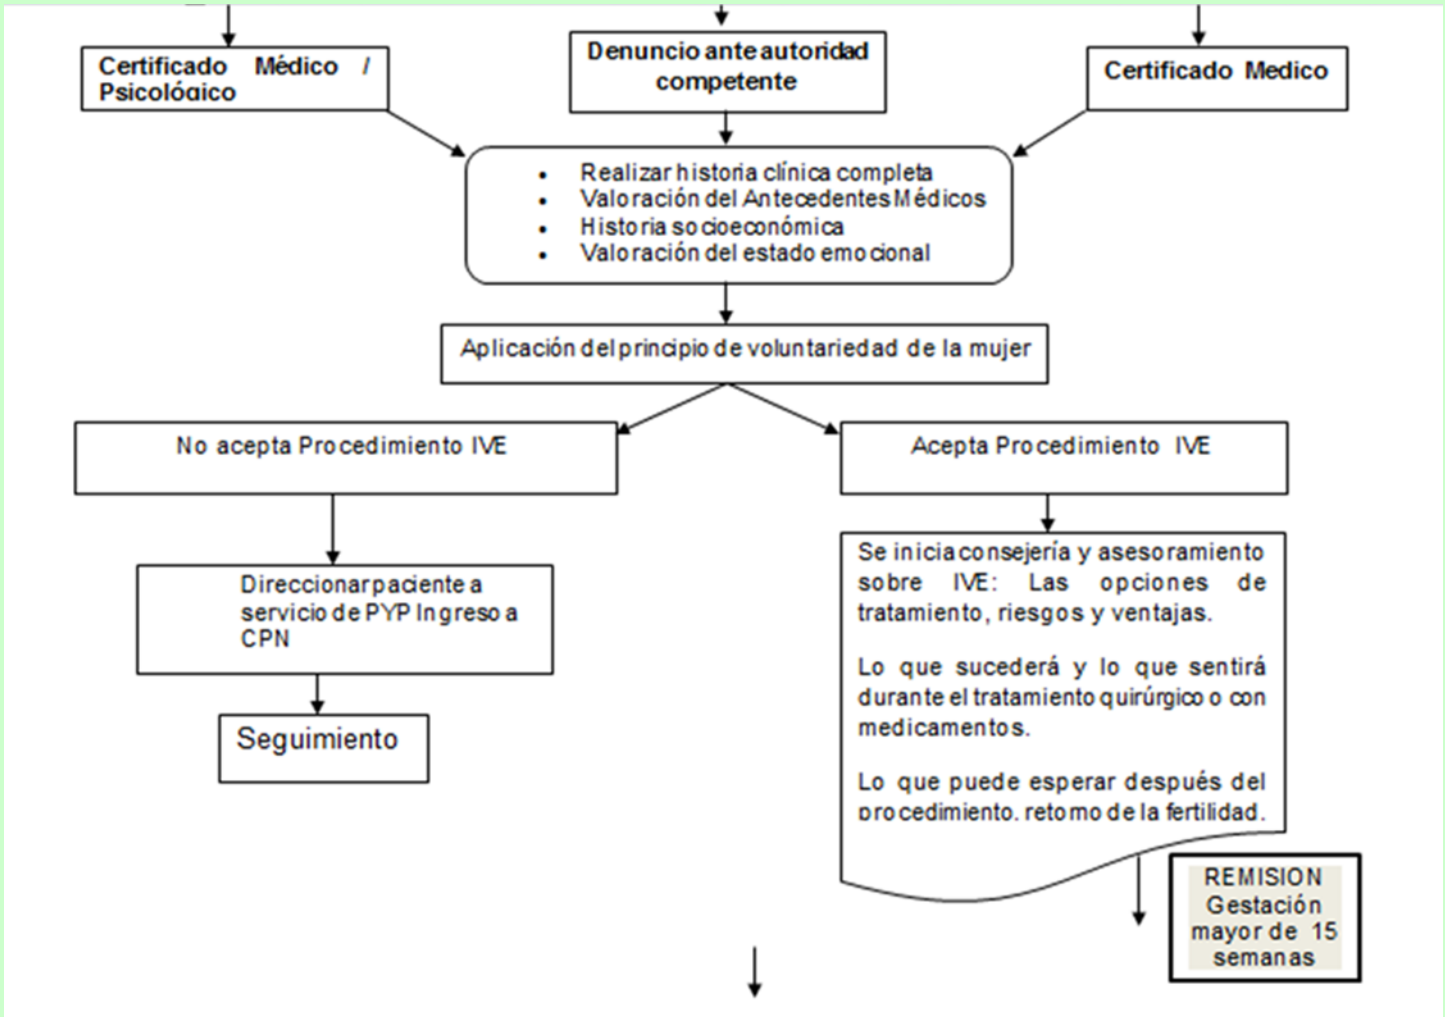 Certificado Médico /
Psicológico
Denuncio ante autoridad
competente
Certificado Medico
• Realizar historia clínica completa
• Valoración del Antecedentes Médicos
• Historia socioeconómica
• Valoración del estado emocional
Aplicación del principio de voluntariedad de la mujer
No acepta Procedimiento IVE
Acepta Procedimiento IVE
Direccionar paciente a
servicio de PYP Ingreso a
CPN
Seguimiento
Se inicia consejería y asesoramiento
sobre IVE: Las opciones de
tratamiento, riesgos y ventajas.
Lo que sucederá y lo que sentirá
durante el tratamiento quirúrgico o con
medicamentos.
Lo que puede esperar después del
procedimiento, retorno de la fertilidad.
REMISION
Gestación
mayor de 15
semanas